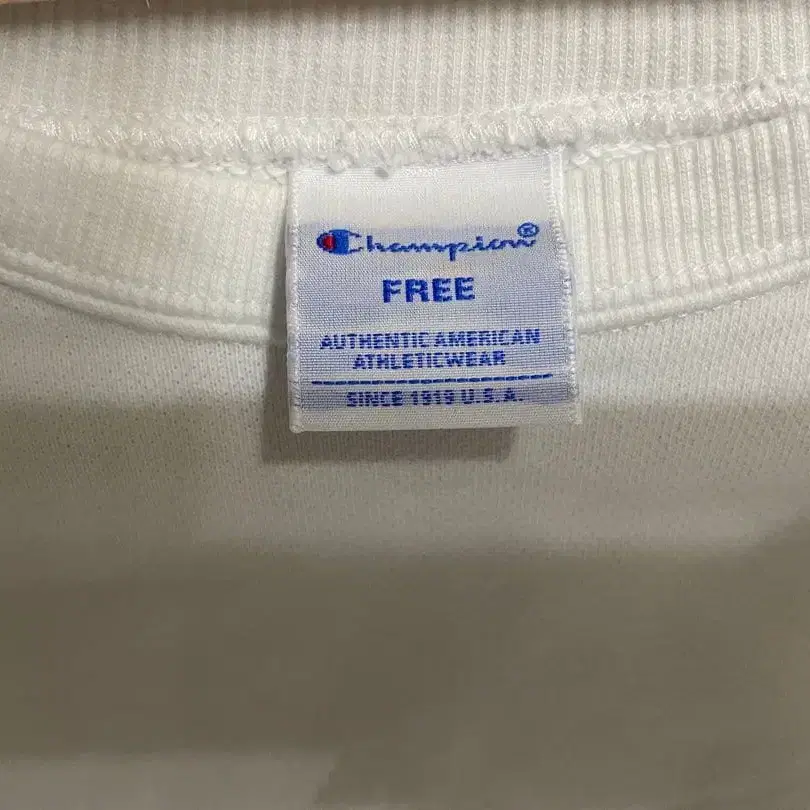 Champion®
FREE
AUTHENTIC AMERICAN
ATHLETICWEAR
SINCE 1919 U.S.A.